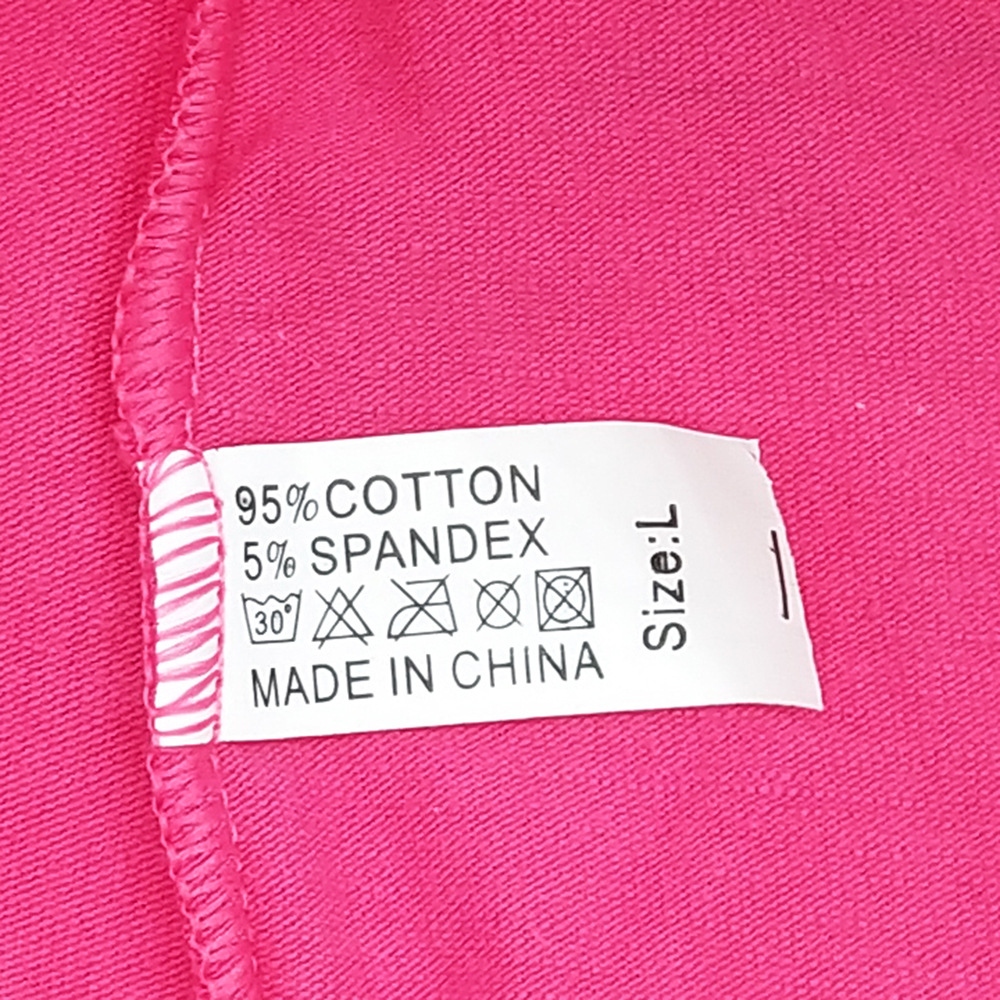 95% COTTON
5% SPANDEX
30°
MADE IN CHINA
Size:L